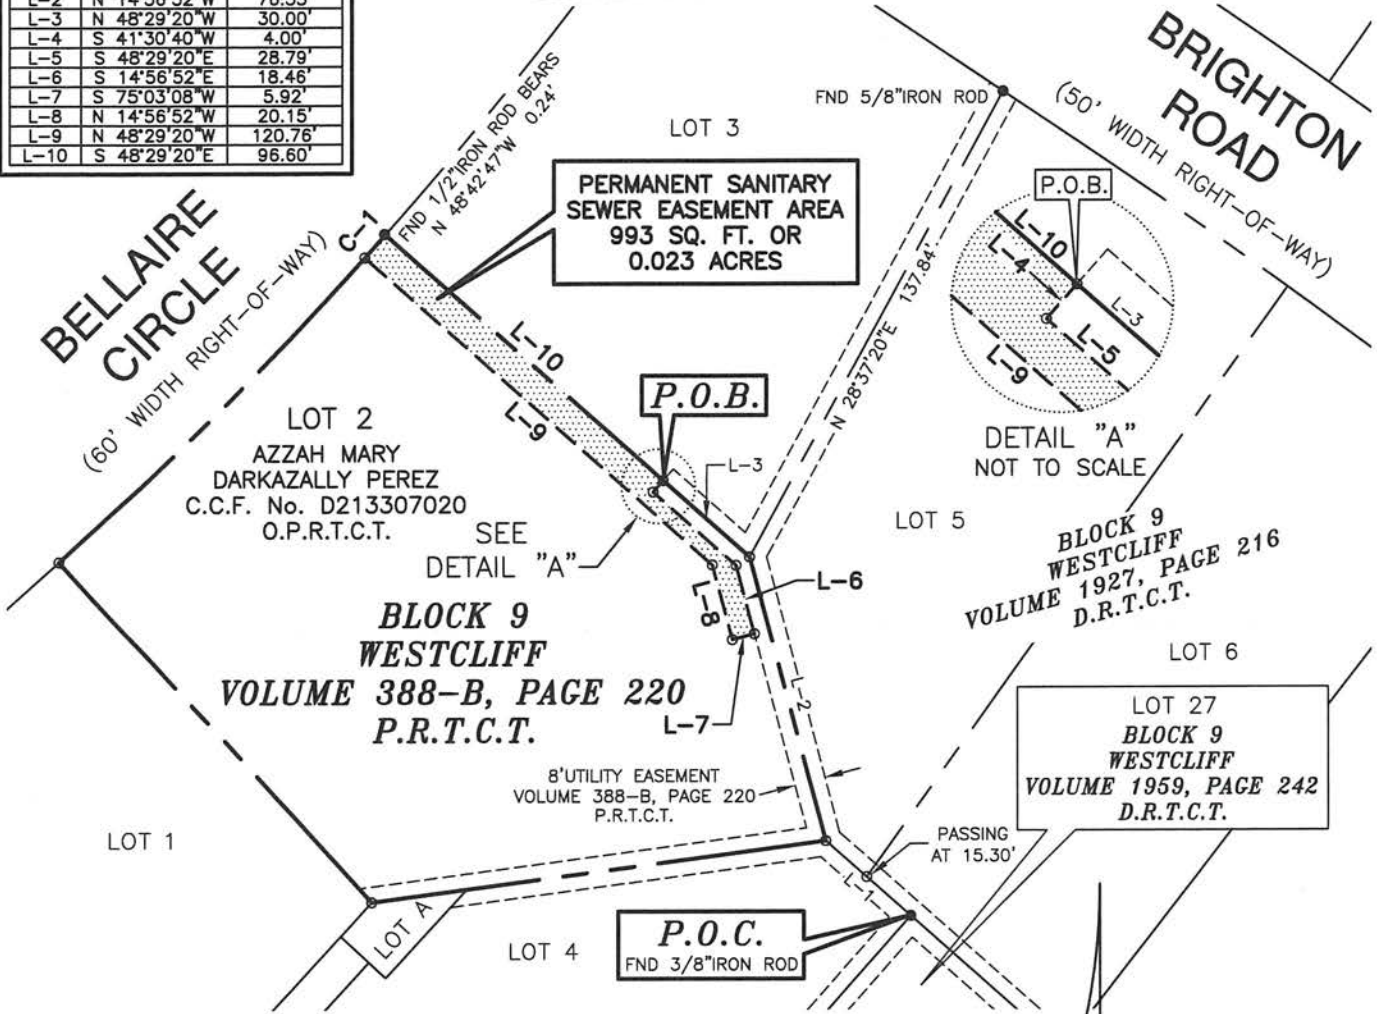 L-3 N 48°29'20"W 30.00'
L-4 S 41°30'40"W 4.00'
L-5 S 48°29'20"E 28.79'
L-6 S 14°56'52"E 18.46'
L-7 S 75°03'08"W 5.92'
L-8 N 14°56'52"W 20.15'
L-9 N 48°29'20"W 120.76'
L-10 S 48°29'20"E 96.60'
BELLAIRE
CIRCLE
(60' WIDTH RIGHT-OF-WAY)
C-1
FND 1/2"IRON ROD BEARS
N 48°42'47"W 0.24'
LOT 3
PERMANENT SANITARY
SEWER EASEMENT AREA
993 SQ. FT. OR
0.023 ACRES
FND 5/8"IRON ROD
BRIGHTON
ROAD
(50' WIDTH RIGHT-OF-WAY)
N 28°37'20"E 137.84'
P.O.B.
L-10
L-4
L-3
L-5
L-9
DETAIL "A"
NOT TO SCALE
L-10
L-9
P.O.B.
L-3
LOT 2
AZZAH MARY
DARKAZALLY PEREZ
C.C.F. No. D213307020
O.P.R.T.C.T.
SEE
DETAIL "A"
L-6
L-8
L-7
L-2
BLOCK 9
WESTCLIFF
VOLUME 388-B, PAGE 220
P.R.T.C.T.
LOT 5
BLOCK 9
WESTCLIFF
VOLUME 1927, PAGE 216
D.R.T.C.T.
LOT 6
LOT 27
BLOCK 9
WESTCLIFF
VOLUME 1959, PAGE 242
D.R.T.C.T.
8'UTILITY EASEMENT
VOLUME 388-B, PAGE 220
P.R.T.C.T.
LOT 1
PASSING
AT 15.30'
L-1
LOT A
LOT 4
P.O.C.
FND 3/8"IRON ROD